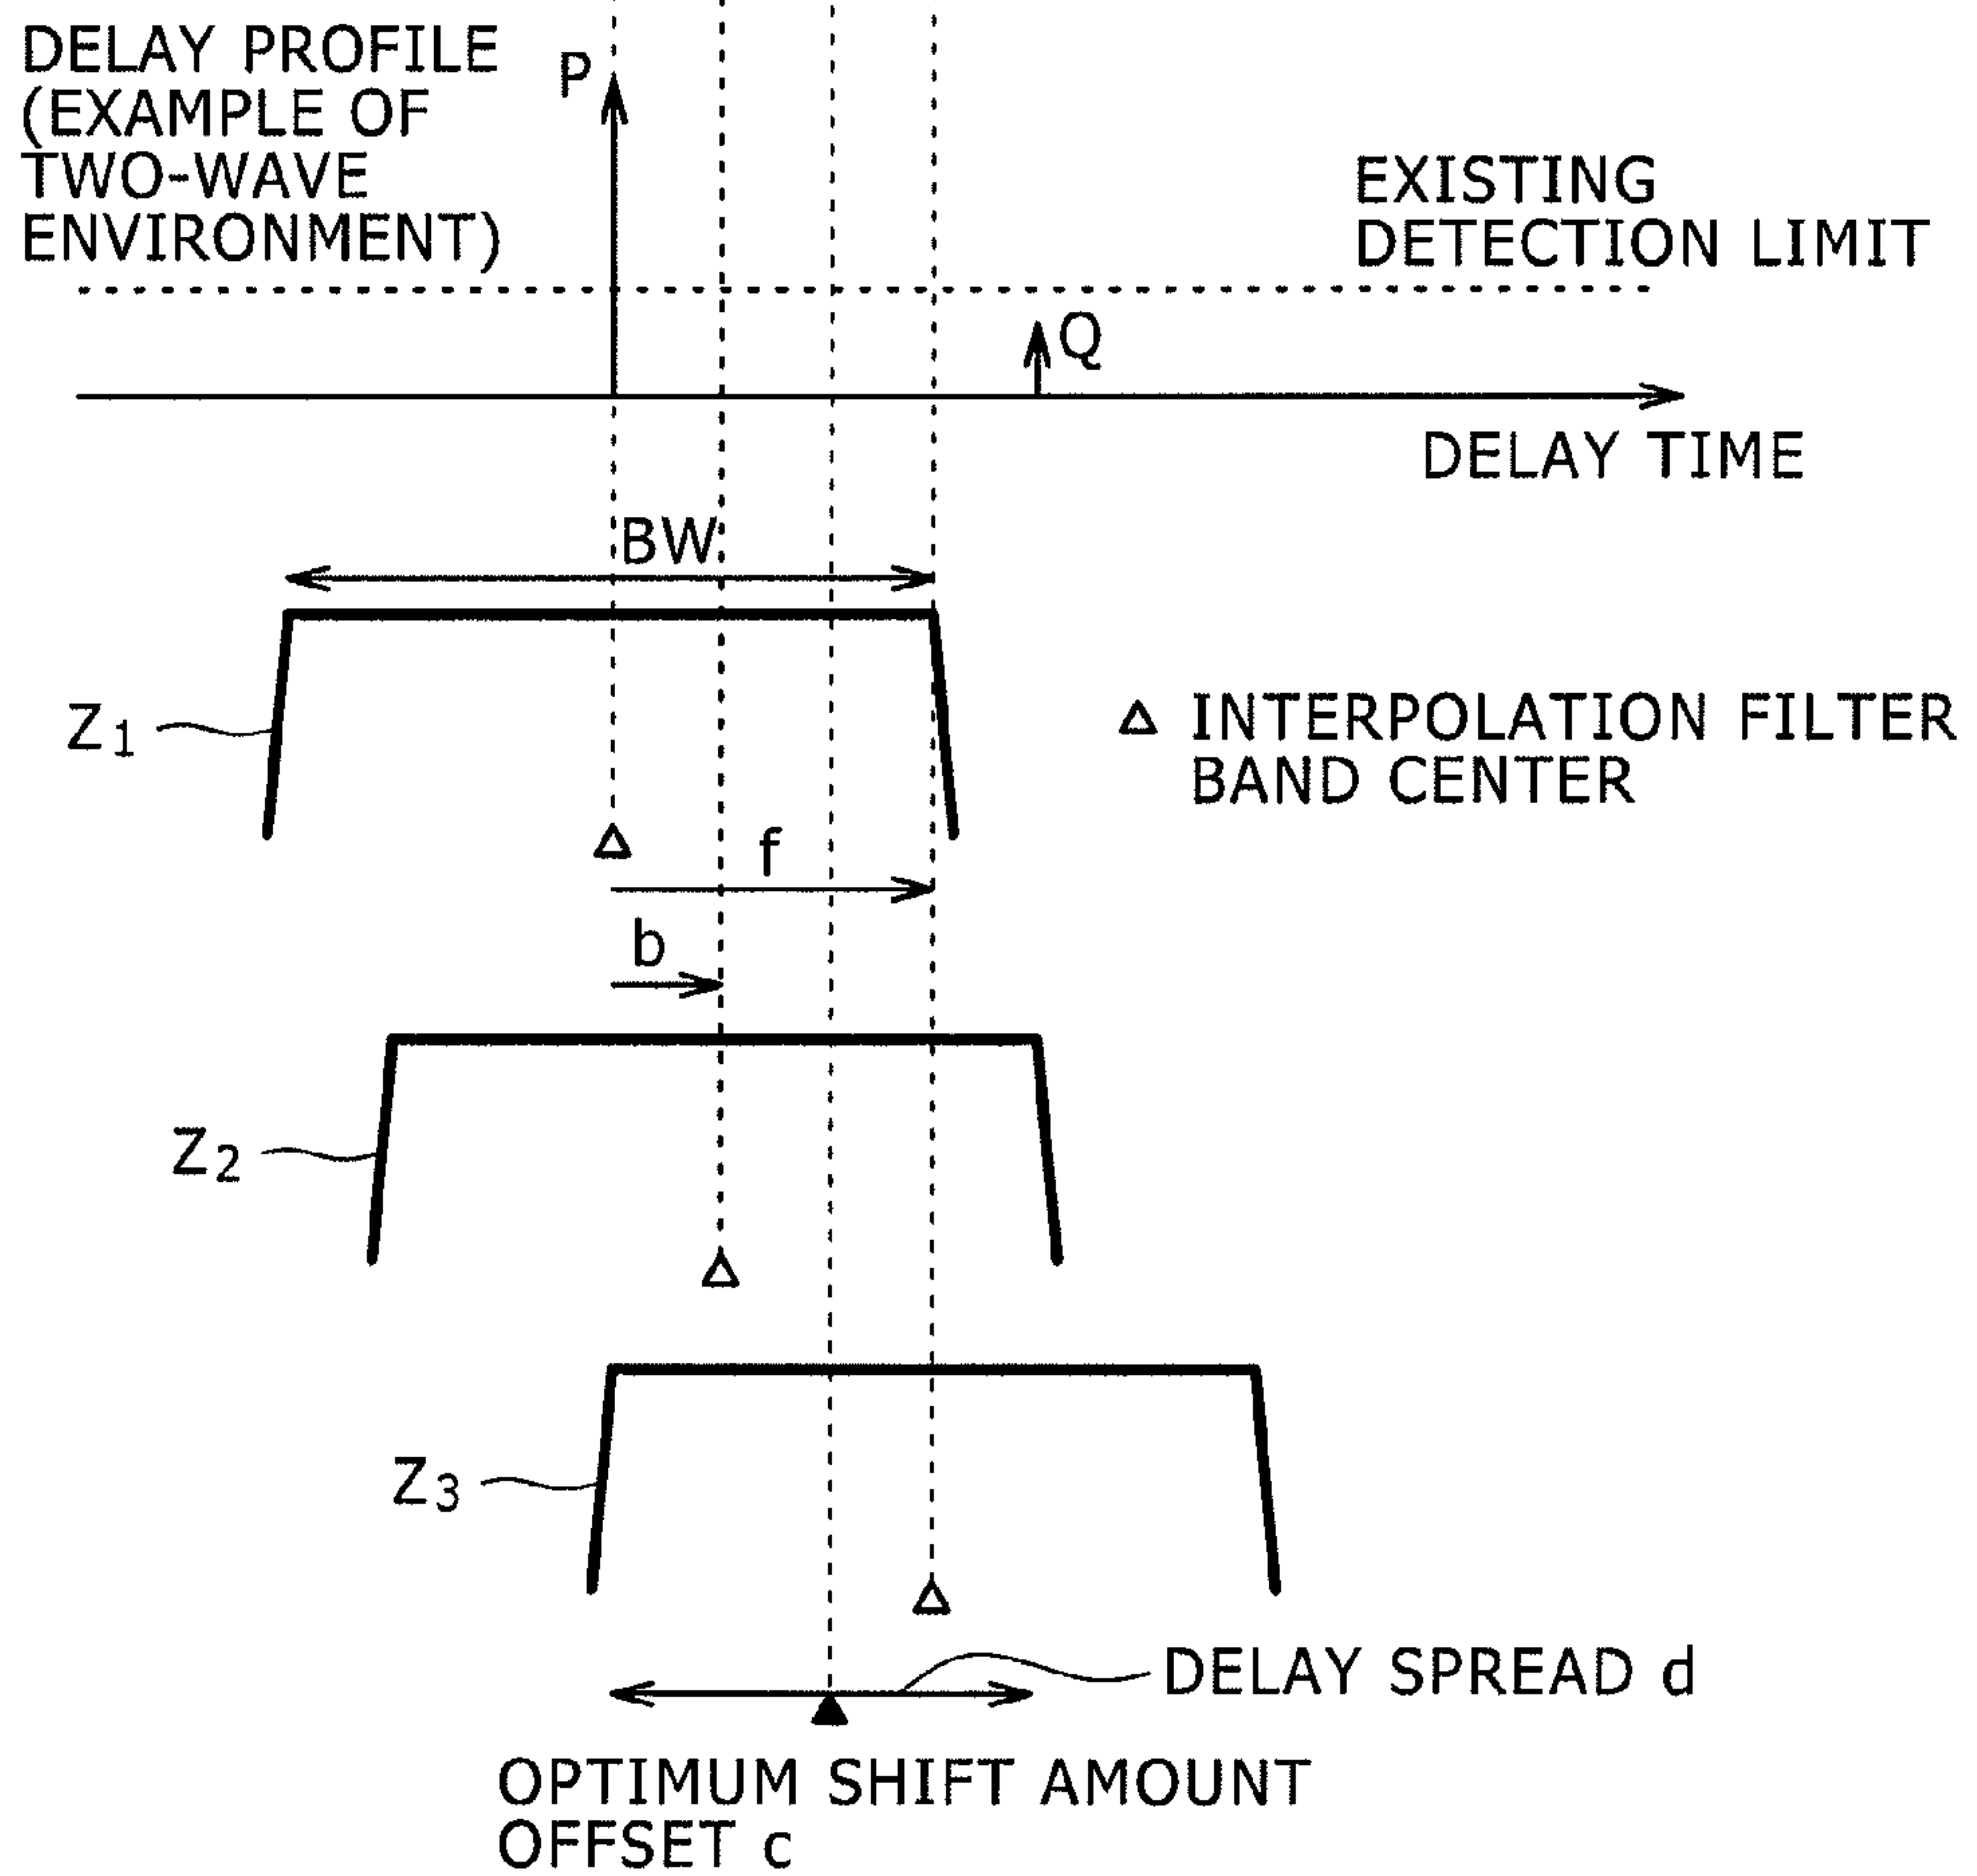 DELAY PROFILE
(EXAMPLE OF
TWO-WAVE
ENVIRONMENT)
P
EXISTING
DETECTION LIMIT
Q
DELAY TIME
BW
Z1
△ INTERPOLATION FILTER
BAND CENTER
f
b
Z2
Z3
DELAY SPREAD d
OPTIMUM SHIFT AMOUNT
OFFSET c